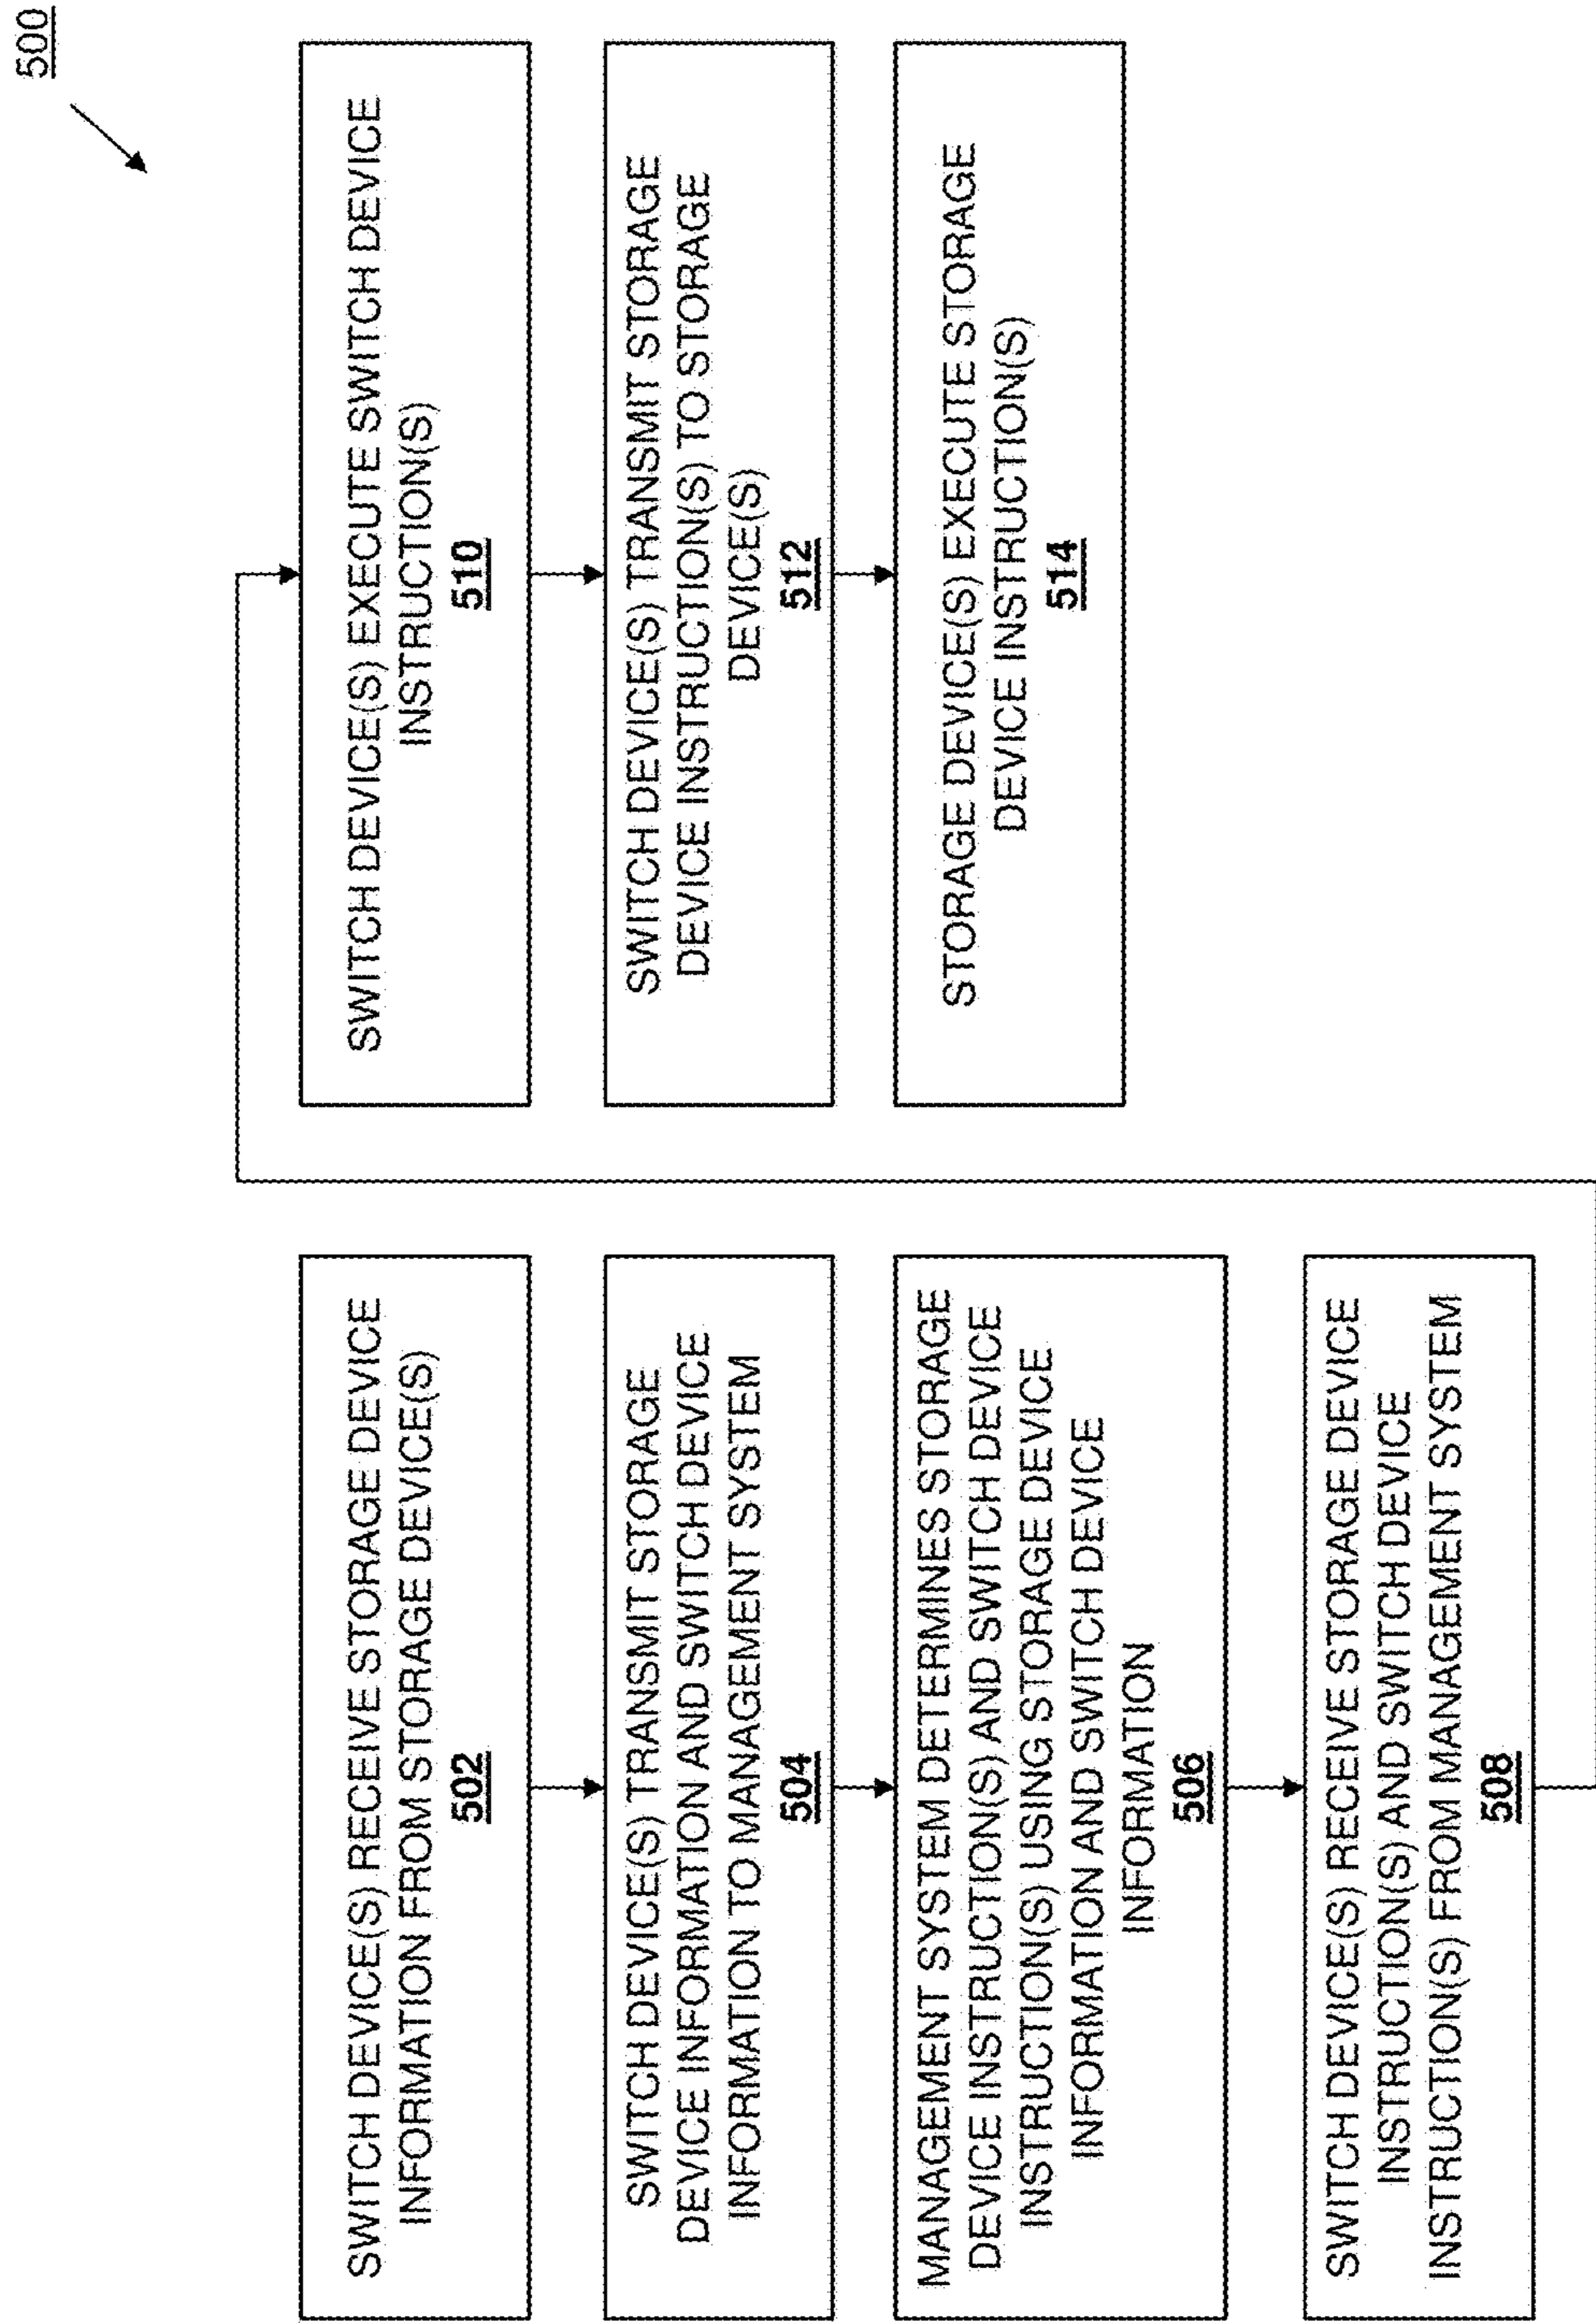 500
SWITCH DEVICE(S) RECEIVE STORAGE DEVICE
INFORMATION FROM STORAGE DEVICE(S)
502
SWITCH DEVICE(S) TRANSMIT STORAGE
DEVICE INFORMATION AND SWITCH DEVICE
INFORMATION TO MANAGEMENT SYSTEM
504
MANAGEMENT SYSTEM DETERMINES STORAGE
DEVICE INSTRUCTION(S) AND SWITCH DEVICE
INSTRUCTION(S) USING STORAGE DEVICE
INFORMATION AND SWITCH DEVICE
INFORMATION
506
SWITCH DEVICE(S) RECEIVE STORAGE DEVICE
INSTRUCTION(S) AND SWITCH DEVICE
INSTRUCTION(S) FROM MANAGEMENT SYSTEM
508
SWITCH DEVICE(S) EXECUTE SWITCH DEVICE
INSTRUCTION(S)
510
SWITCH DEVICE(S) TRANSMIT STORAGE
DEVICE INSTRUCTION(S) TO STORAGE
DEVICE(S)
512
STORAGE DEVICE(S) EXECUTE STORAGE
DEVICE INSTRUCTION(S)
514